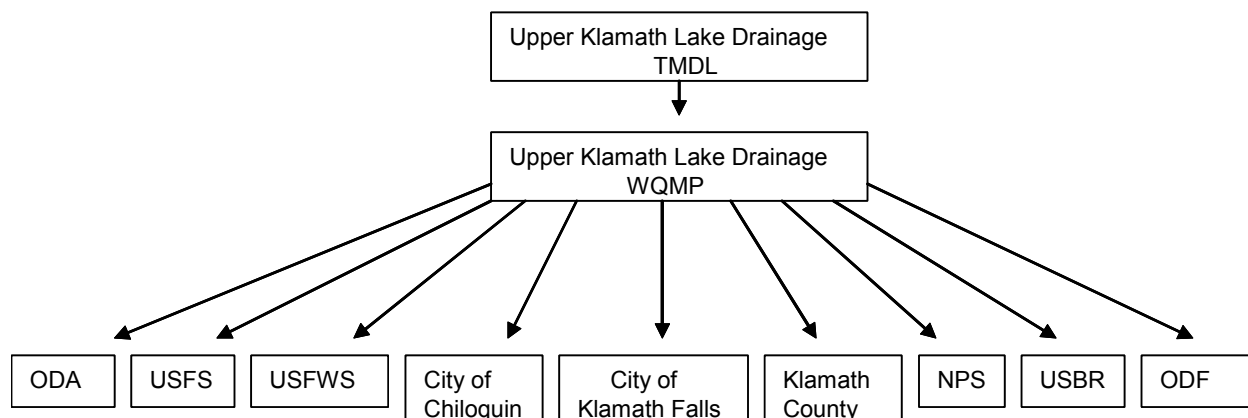 Upper Klamath Lake Drainage
TMDL
Upper Klamath Lake Drainage
WQMP
ODA
USFS
USFWS
City of
Chiloquin
City of
Klamath Falls
Klamath
County
NPS
USBR
ODF